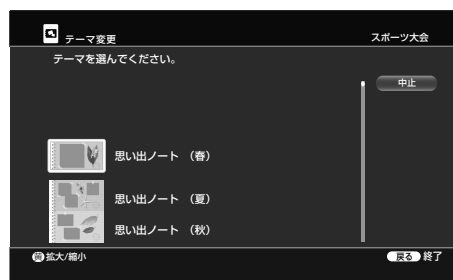 テーマ変更
スポーツ大会
テーマを選んでください。
中止
思い出ノート （春）
思い出ノート （夏）
思い出ノート （秋）
青 拡大/縮小
戻る 終了